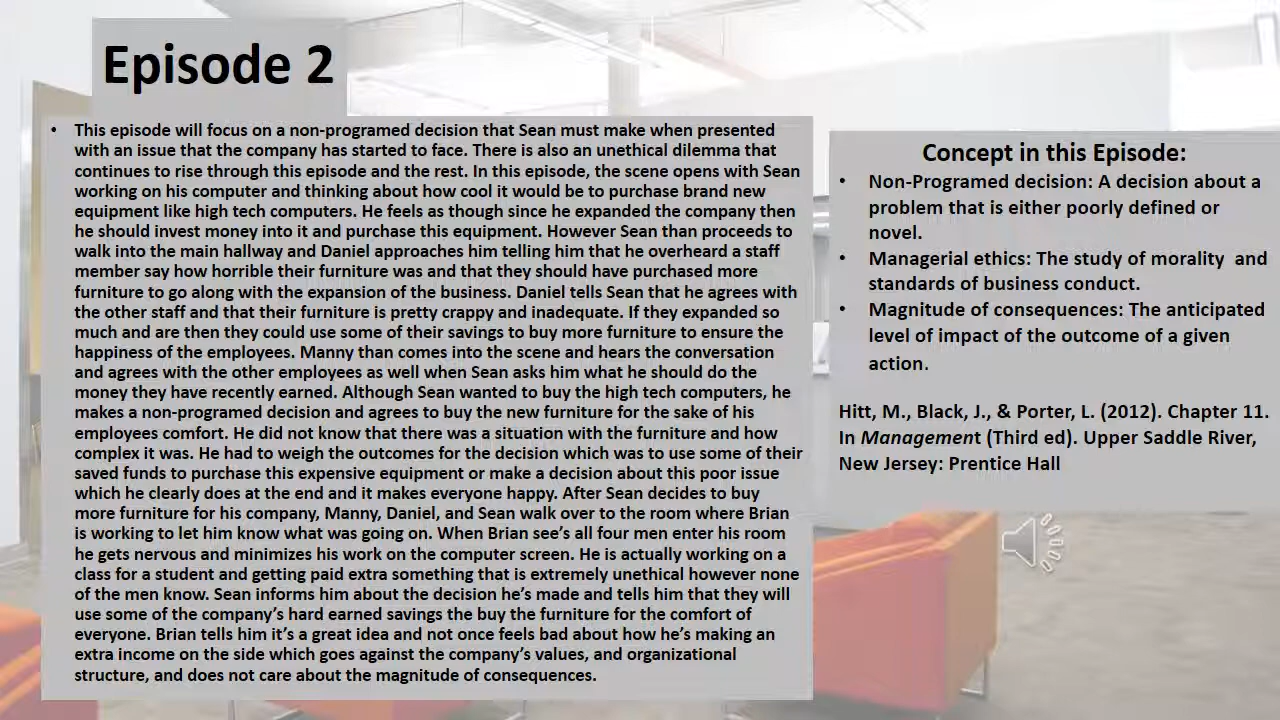 Episode 2
• This episode will focus on a non-programed decision that Sean must make when presented
with an issue that the company has started to face. There is also an unethical dilemma that
continues to rise through this episode and the rest. In this episode, the scene opens with Sean
working on his computer and thinking about how cool it would be to purchase brand new
equipment like high tech computers. He feels as though since he expanded the company then
he should invest money into it and purchase this equipment. However Sean than proceeds to
walk into the main hallway and Daniel approaches him telling him that he overheard a staff
member say how horrible their furniture was and that they should have purchased more
furniture to go along with the expansion of the business. Daniel tells Sean that he agrees with
the other staff and that their furniture is pretty crappy and inadequate. If they expanded so
much and are then they could use some of their savings to buy more furniture to ensure the
happiness of the employees. Manny than comes into the scene and hears the conversation
and agrees with the other employees as well when Sean asks him what he should do the
money they have recently earned. Although Sean wanted to buy the high tech computers, he
makes a non-programed decision and agrees to buy the new furniture for the sake of his
employees comfort. He did not know that there was a situation with the furniture and how
complex it was. He had to weigh the outcomes for the decision which was to use some of their
saved funds to purchase this expensive equipment or make a decision about this poor issue
which he clearly does at the end and it makes everyone happy. After Sean decides to buy
more furniture for his company, Manny, Daniel, and Sean walk over to the room where Brian
is working to let him know what was going on. When Brian see's all four men enter his room
he gets nervous and minimizes his work on the computer screen. He is actually working on a
class for a student and getting paid extra something that is extremely unethical however none
of the men know. Sean informs him about the decision he's made and tells him that they will
use some of the company's hard earned savings the buy the furniture for the comfort of
everyone. Brian tells him it's a great idea and not once feels bad about how he's making an
extra income on the side which goes against the company's values, and organizational
structure, and does not care about the magnitude of consequences.
Concept in this Episode:
• Non-Programed decision: A decision about a
problem that is either poorly defined or
novel.
• Managerial ethics: The study of morality and
standards of business conduct.
• Magnitude of consequences: The anticipated
level of impact of the outcome of a given
action.
Hitt, M., Black, J., & Porter, L. (2012). Chapter 11.
In Management (Third ed). Upper Saddle River,
New Jersey: Prentice Hall